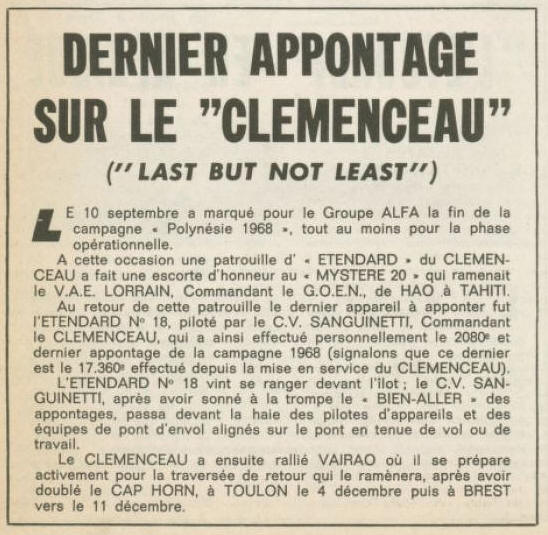 DERNIER APPONTAGE
SUR LE "CLEMENCEAU"
("LAST BUT NOT LEAST")
LE 10 septembre a marqué pour le Groupe ALFA la fin de la
campagne « Polynésie 1968 », tout au moins pour la phase
opérationnelle.
A cette occasion une patrouille d' « ETENDARD » du CLEMEN-
CEAU a fait une escorte d'honneur au « MYSTERE 20 » qui ramenait
le V.A.E. LORRAIN, Commandant le G.O.E.N., de HAO à TAHITI.
Au retour de cette patrouille le dernier appareil à apponter fut
l'ETENDARD N° 18, piloté par le C.V. SANGUINETTI, Commandant
le CLEMENCEAU, qui a ainsi effectué personnellement le 2080e et
dernier appontage de la campagne 1968 (signalons que ce dernier
est le 17.360e effectué depuis la mise en service du CLEMENCEAU).
L'ETENDARD N° 18 vint se ranger devant l'îlot ; le C.V. SAN-
GUINETTI, après avoir sonné à la trompe le « BIEN-ALLER » des
appontages, passa devant la haie des pilotes d'appareils et des
équipes de pont d'envol alignés sur le pont en tenue de vol ou de
travail.
Le CLEMENCEAU a ensuite rallié VAIRAO où il se prépare
activement pour la traversée de retour qui le ramènera, après avoir
doublé le CAP HORN, à TOULON le 4 décembre puis à BREST
vers le 11 décembre.